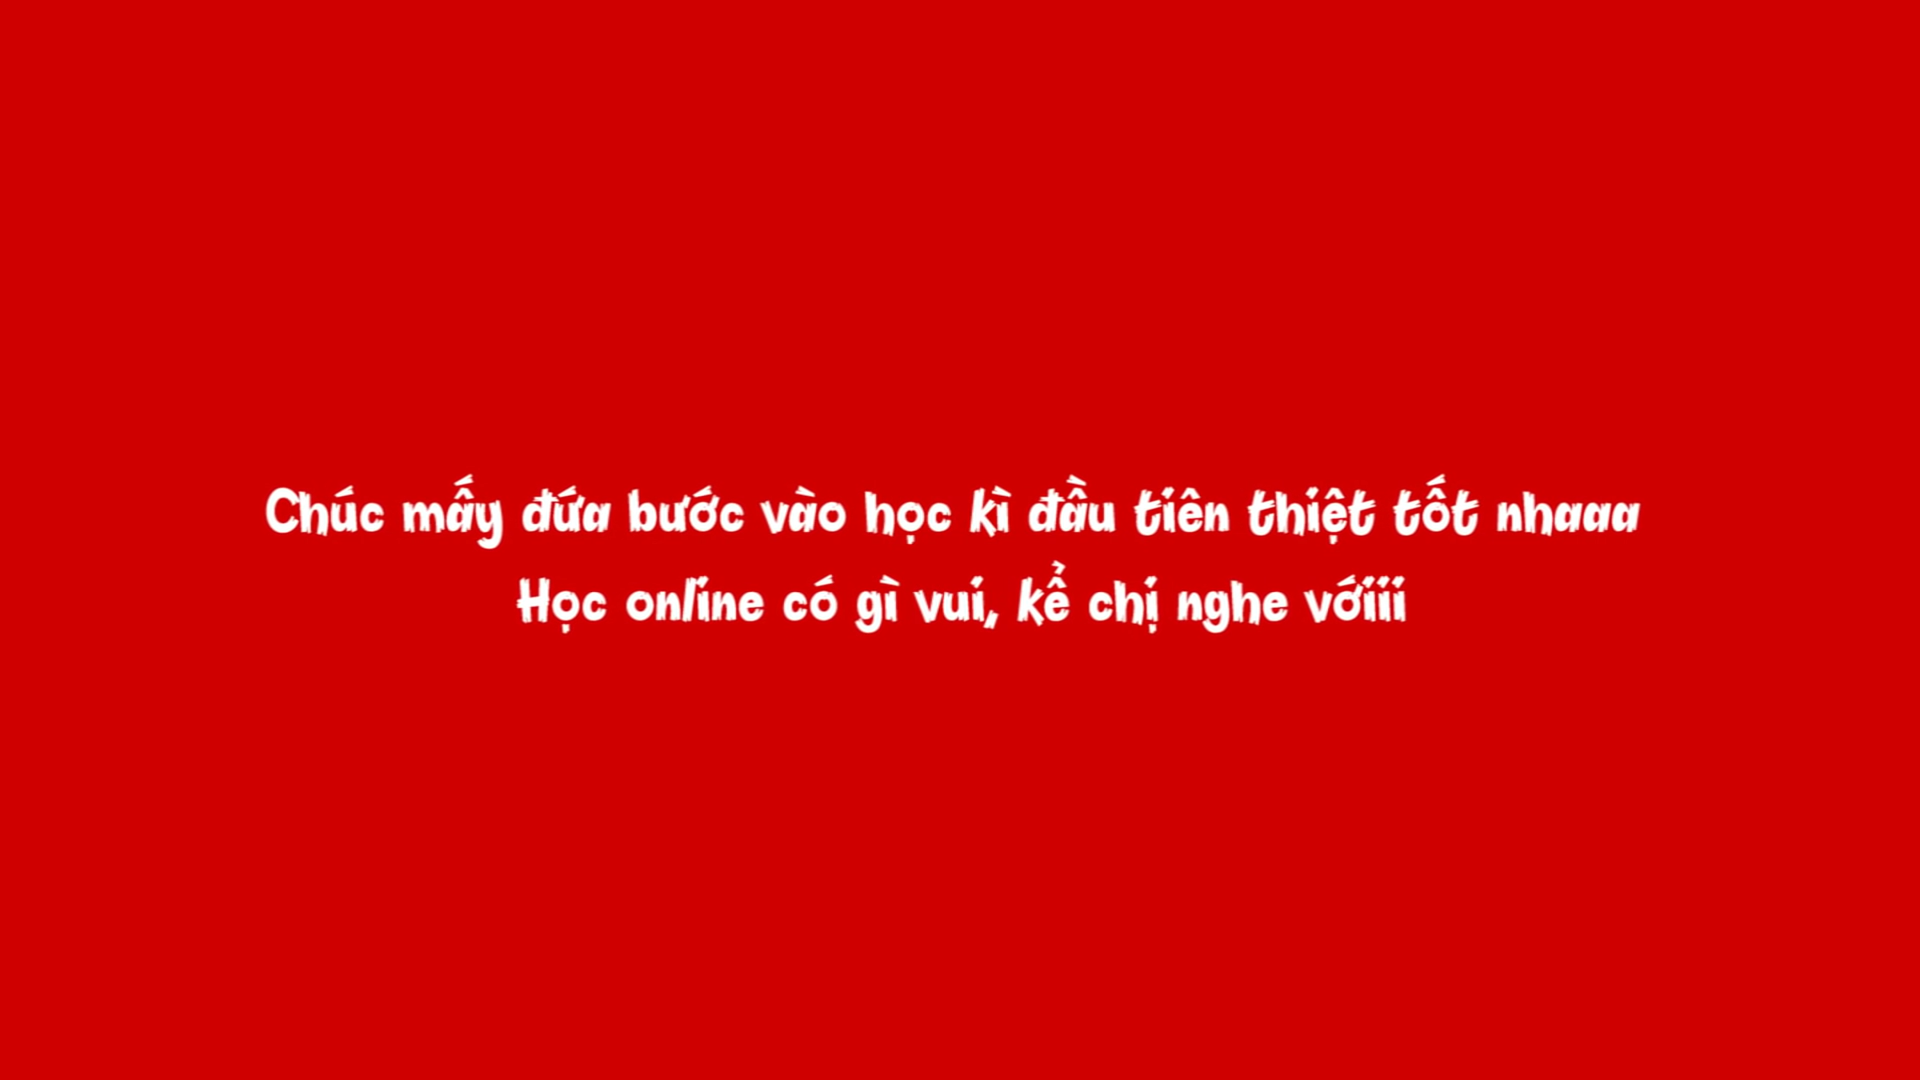 Chúc mấy đứa bước vào học kì đầu tiên thiệt tốt nhaaa
Học online có gì vui, kể chị nghe vớiii